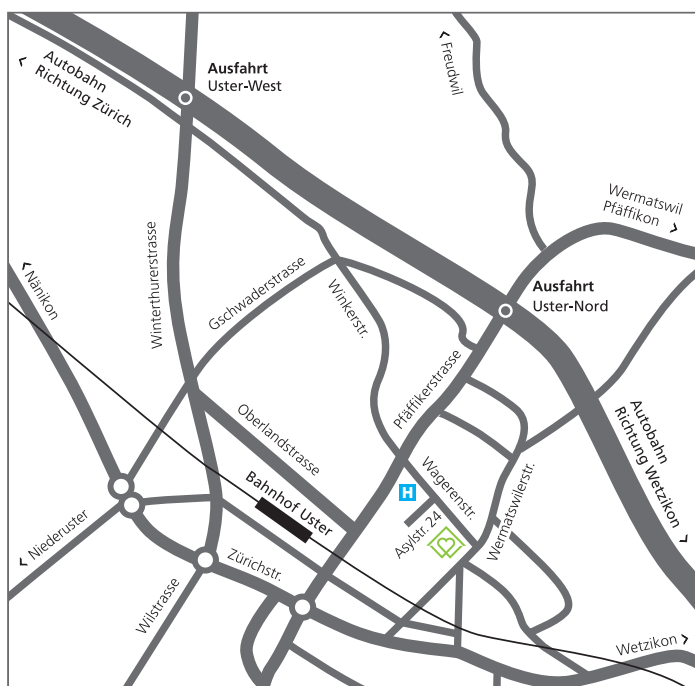 Autobahn
Richtung Zürich
Ausfahrt
Uster-West
Freudwil
Wermatswil
Pfäffikon
Nänikon
Winterthurerstrasse
Gschwaderstrasse
Winkerstr.
Ausfahrt
Uster-Nord
Pfäffikerstrasse
Oberlandstrasse
Autobahn
Richtung Wetzikon
Bahnhof Uster
H
Wagerenstr.
Asylstr. 24
Wermatswilerstr.
Niederuster
Zürichstr.
Wilstrasse
Wetzikon